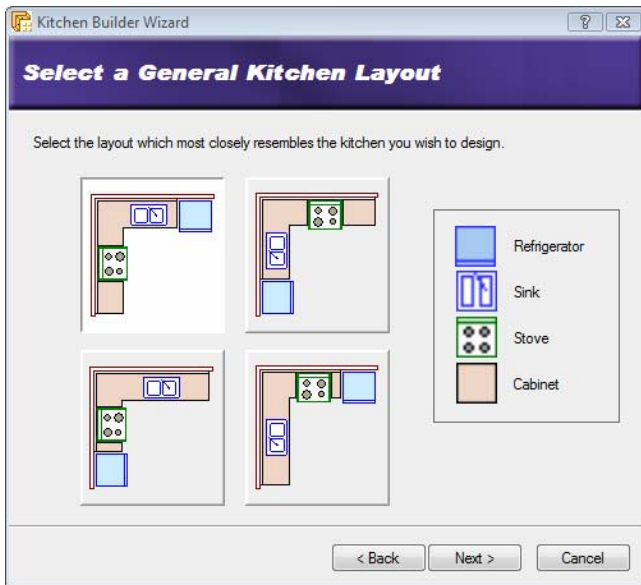 Kitchen Builder Wizard
Select a General Kitchen Layout
Select the layout which most closely resembles the kitchen you wish to design.
Refrigerator
Sink
Stove
Cabinet
< Back Next > Cancel